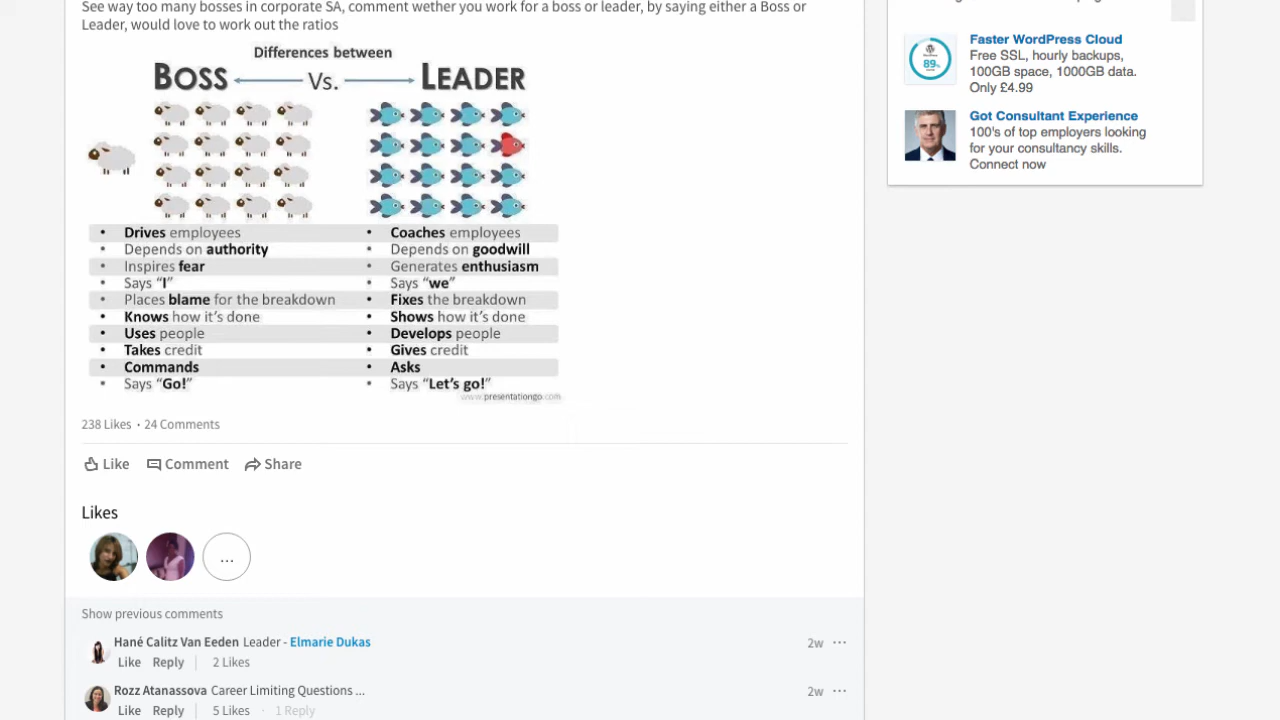 See way too many bosses in corporate SA, comment wether you work for a boss or leader, by saying either a Boss or
Leader, would love to work out the ratios
Differences between
BOSS Vs. LEADER
• Drives employees
• Depends on authority
• Inspires fear
• Says “I”
• Places blame for the breakdown
• Knows how it’s done
• Uses people
• Takes credit
• Commands
• Says “Go!”
• Coaches employees
• Depends on goodwill
• Generates enthusiasm
• Says “we”
• Fixes the breakdown
• Shows how it’s done
• Develops people
• Gives credit
• Asks
• Says “Let’s go!”
www.presentationgo.com
238 Likes · 24 Comments
Like Comment Share
Likes
...
Show previous comments
Hané Calitz Van Eeden Leader - Elmarie Dukas 2w ...
Like Reply 2 Likes
Rozz Atanassova Career Limiting Questions ... 2w ...
Like Reply 5 Likes · 1 Reply
Faster WordPress Cloud
Free SSL, hourly backups,
100GB space, 1000GB data.
Only £4.99
89%
Got Consultant Experience
100's of top employers looking
for your consultancy skills.
Connect now